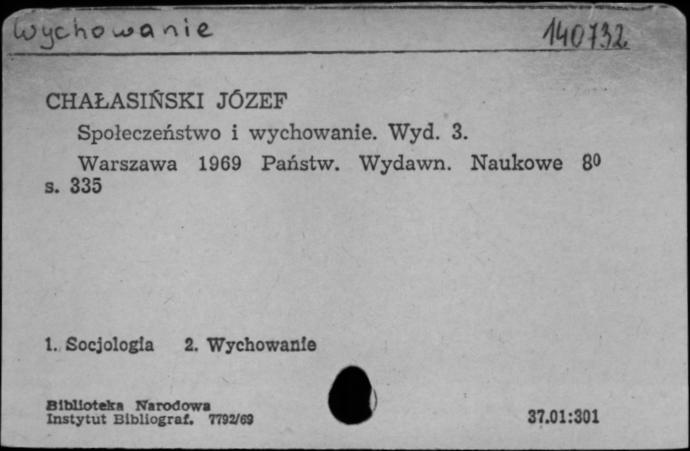 Wychowanie 140732
CHAŁASIŃSKI JÓZEF
Społeczeństwo i wychowanie. Wyd. 3.
Warszawa 1969 Państw. Wydawn. Naukowe 8⁰
s. 335
1. Socjologia 2. Wychowanie
Biblioteka Narodowa
Instytut Bibliograf. 7792/69
37.01:301